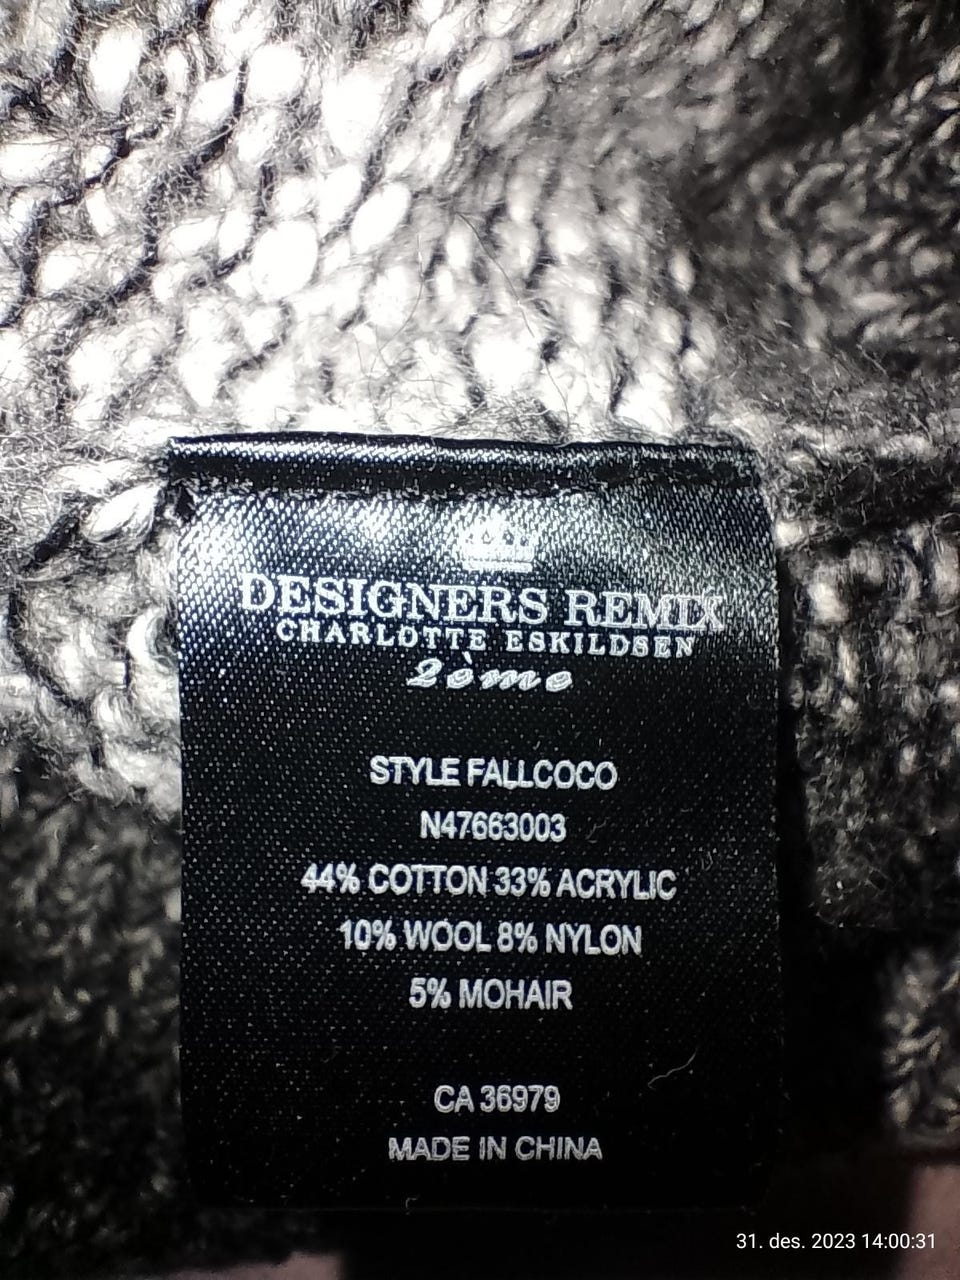 DESIGNERS REMIX
CHARLOTTE ESKILDSEN
2ème
STYLE FALLCOCO
N47663003
44% COTTON 33% ACRYLIC
10% WOOL 8% NYLON
5% MOHAIR
CA 36979
MADE IN CHINA
31. des. 2023 14:00:31